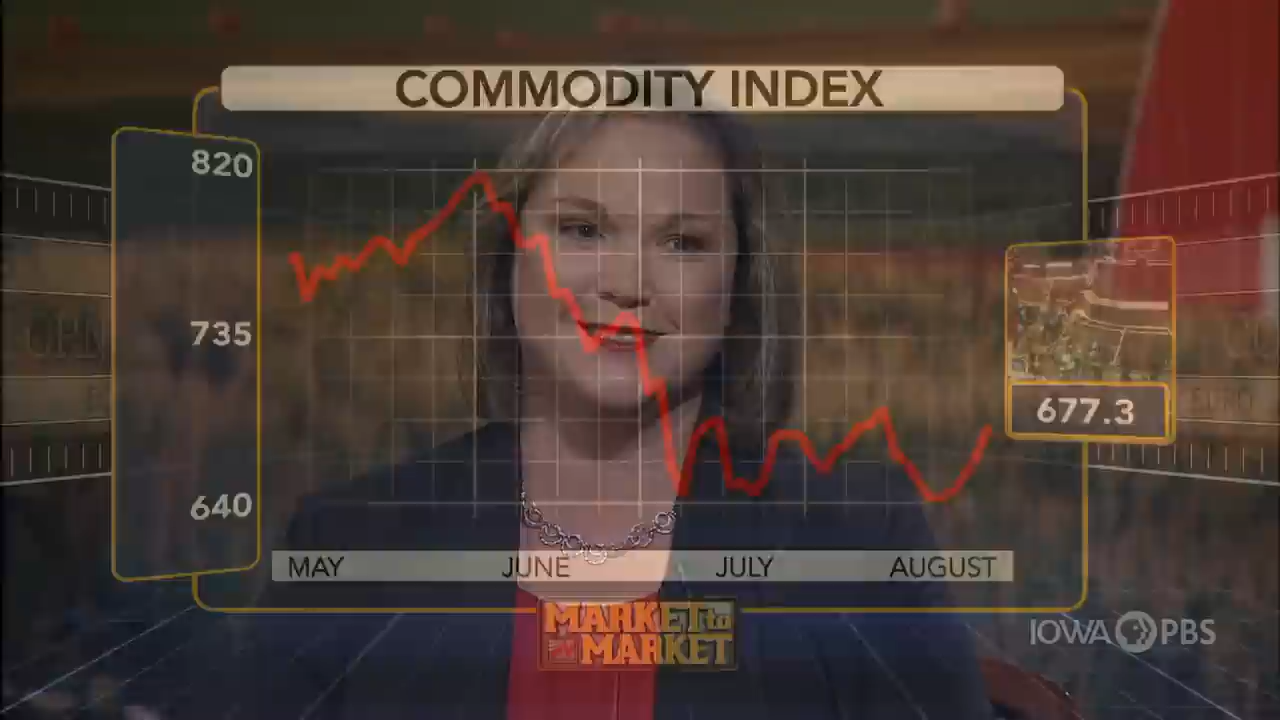 COMMODITY INDEX
820
735
677.3
640
MAY JUNE JULY AUGUST
MARKET to
MARKET
IOWA PBS